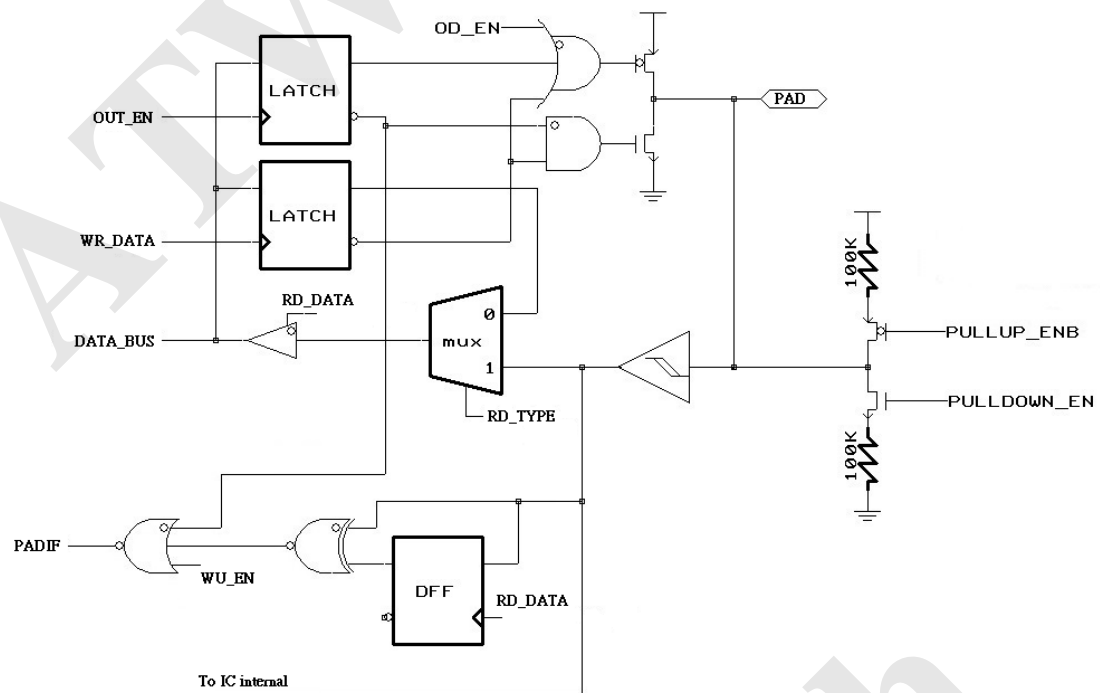 OD_EN
LATCH
OUT_EN
PAD
LATCH
WR_DATA
RD_DATA
DATA_BUS
0
mux
1
RD_TYPE
100K
PULLUP_ENB
PULLDOWN_EN
100K
PADIF
WU_EN
DFF
RD_DATA
To IC internal
ATW
h